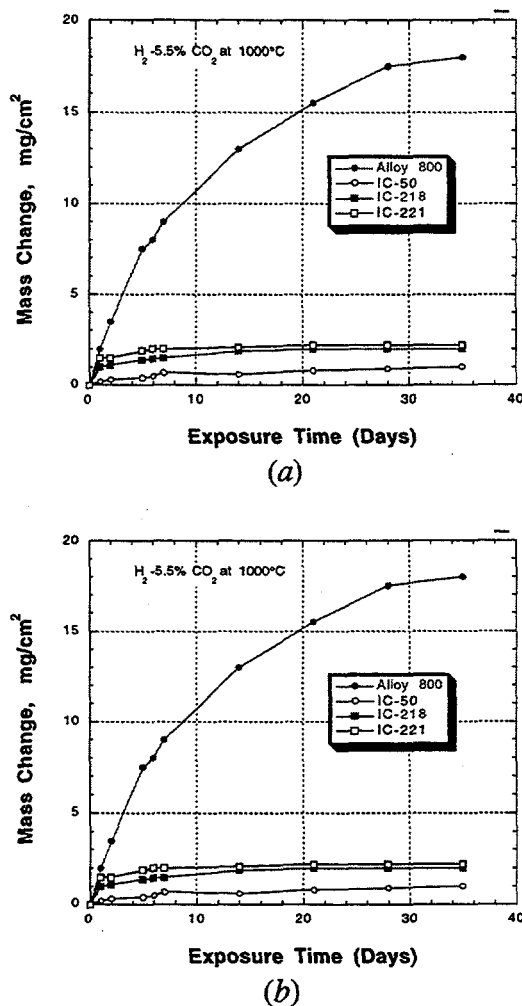 H₂-5.5% CO₂ at 1000°C
20
15
10
5
0
Mass Change, mg/cm²
Alloy 800
IC-50
IC-218
IC-221
0 10 20 30 40
Exposure Time (Days)
(a)
H₂-5.5% CO₂ at 1000°C
20
15
10
5
0
Mass Change, mg/cm²
Alloy 800
IC-50
IC-218
IC-221
0 10 20 30 40
Exposure Time (Days)
(b)